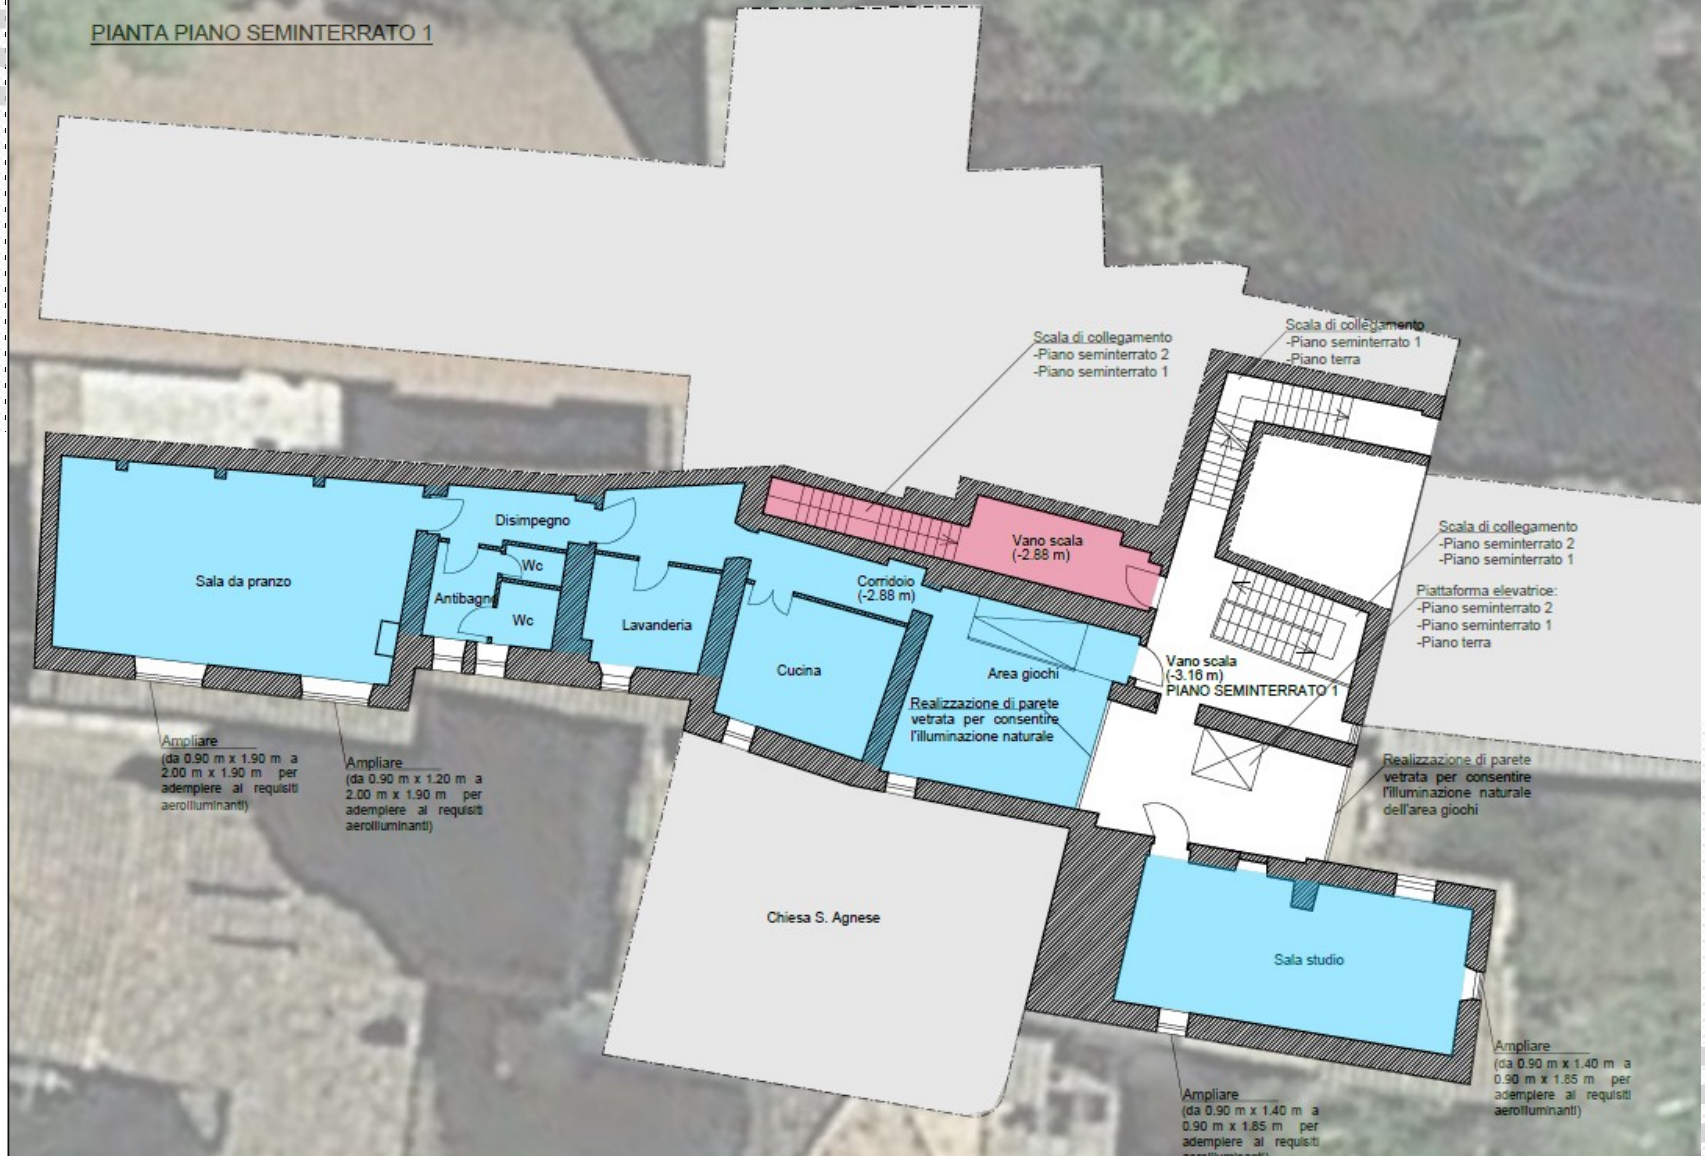 PIANTA PIANO SEMINTERRATO 1
Scala di collegamento
-Piano seminterrato 2
-Piano seminterrato 1
Scala di collegamento
-Piano seminterrato 1
-Piano terra
Scala di collegamento
-Piano seminterrato 2
-Piano seminterrato 1
Piattaforma elevatrice:
-Piano seminterrato 2
-Piano seminterrato 1
-Piano terra
Disimpegno
Vano scala
(-2.88 m)
Sala da pranzo
Wc
Antibagno
Wc
Lavanderia
Corridoio
(-2.88 m)
Cucina
Area giochi
Vano scala
(-3.16 m)
PIANO SEMINTERRATO 1
Realizzazione di parete
vetrata per consentire
l'illuminazione naturale
Ampliare
(da 0.90 m x 1.90 m a
2.00 m x 1.90 m per
adempiere ai requisiti
aeroilluminanti)
Ampliare
(da 0.90 m x 1.20 m a
2.00 m x 1.90 m per
adempiere ai requisiti
aeroilluminanti)
Realizzazione di parete
vetrata per consentire
l'illuminazione naturale
dell'area giochi
Chiesa S. Agnese
Sala studio
Ampliare
(da 0.90 m x 1.40 m a
0.90 m x 1.85 m per
adempiere ai requisiti
aeroilluminanti)
Ampliare
(da 0.90 m x 1.40 m a
0.90 m x 1.85 m per
adempiere ai requisiti